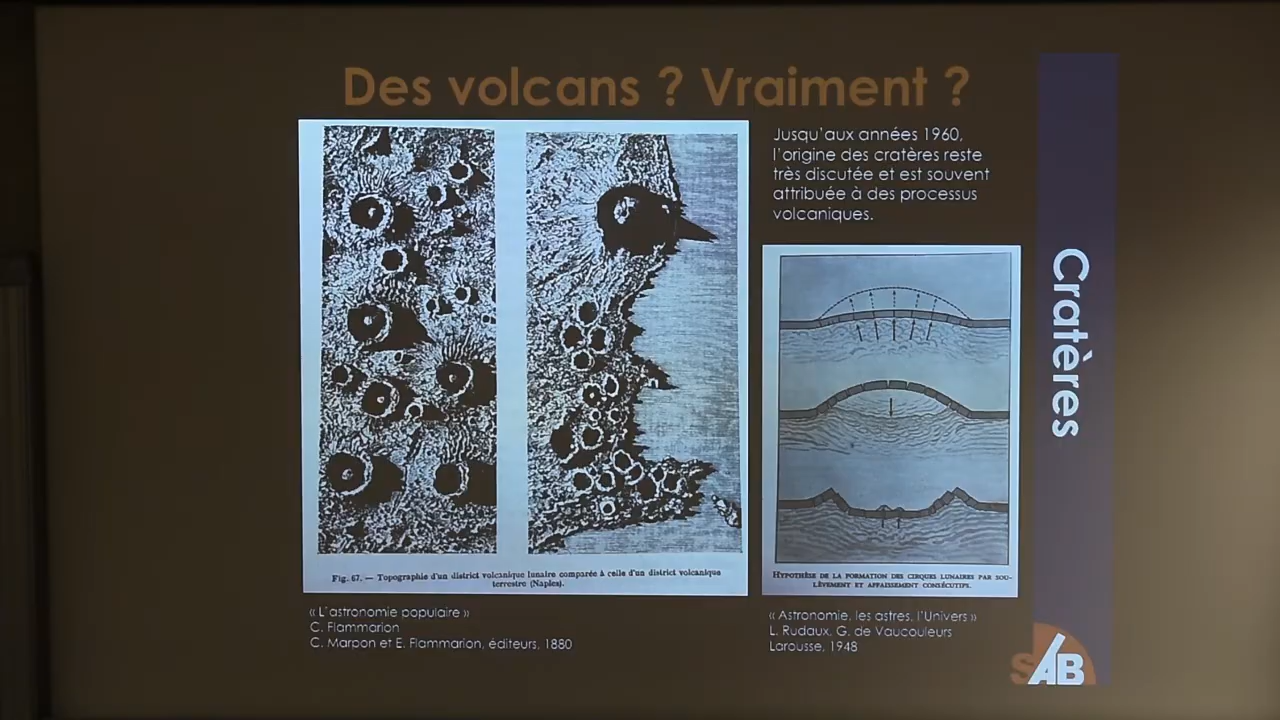 Des volcans ? Vraiment ?
Jusqu'aux années 1960,
l'origine des cratères reste
très discutée et est souvent
attribuée à des processus
volcaniques.
Cratères
Fig. 67. — Topographie d'un district volcanique lunaire comparée à celle d'un district volcanique
terrestre (Naples).
HYPOTHÈSE DE LA FORMATION DES CIRQUES LUNAIRES PAR SOU-
LÈVEMENT ET AFFAISSEMENT CONSÉCUTIFS.
« L'astronomie populaire »
C. Flammarion
C. Marpon et E. Flammarion, éditeurs, 1880
« Astronomie, les astres, l'Univers »
L. Rudaux, G. de Vaucouleurs
Larousse, 1948
SAB